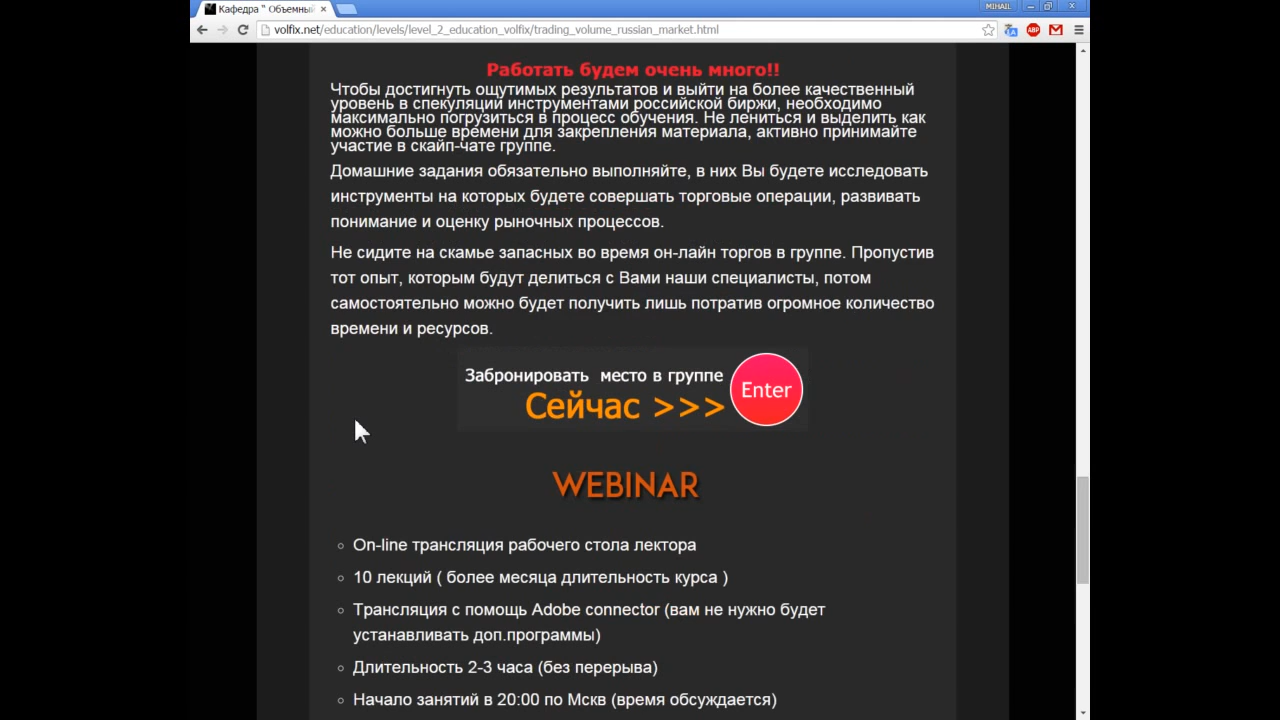 Кафедра " Объемный
MIHAIL
volfix.net/education/levels/level_2_education_volfix/trading_volume_russian_market.html
ABP
Работать будем очень много!!
Чтобы достигнуть ощутимых результатов и выйти на более качественный
уровень в спекуляции инструментами российской биржи, необходимо
максимально погрузиться в процесс обучения. Не лениться и выделить как
можно больше времени для закрепления материала, активно принимайте
участие в скайп-чате группе.
Домашние задания обязательно выполняйте, в них Вы будете исследовать
инструменты на которых будете совершать торговые операции, развивать
понимание и оценку рыночных процессов.
Не сидите на скамье запасных во время он-лайн торгов в группе. Пропустив
тот опыт, которым будут делиться с Вами наши специалисты, потом
самостоятельно можно будет получить лишь потратив огромное количество
времени и ресурсов.
Забронировать место в группе
Сейчас >>>
Enter
WEBINAR
On-line трансляция рабочего стола лектора
10 лекций ( более месяца длительность курса )
Трансляция с помощь Adobe connector (вам не нужно будет
устанавливать доп.программы)
Длительность 2-3 часа (без перерыва)
Начало занятий в 20:00 по Мскв (время обсуждается)